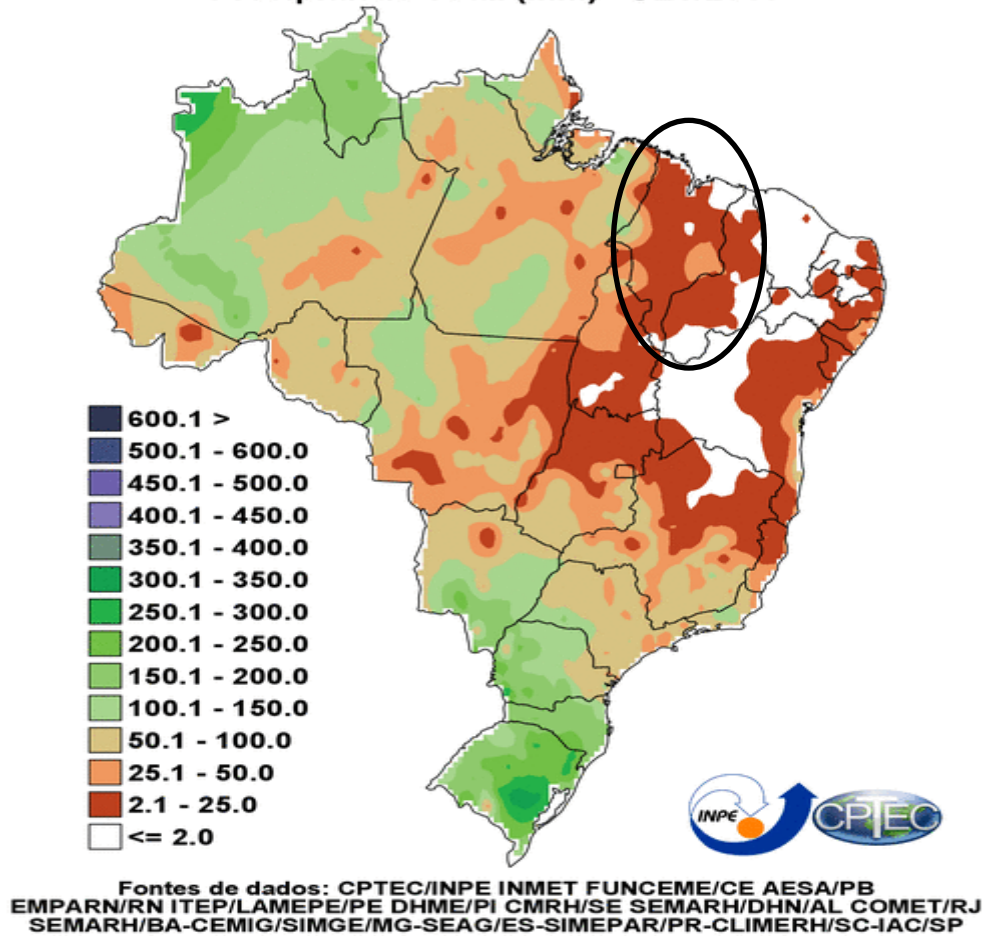 600.1 >
500.1 - 600.0
450.1 - 500.0
400.1 - 450.0
350.1 - 400.0
300.1 - 350.0
250.1 - 300.0
200.1 - 250.0
150.1 - 200.0
100.1 - 150.0
50.1 - 100.0
25.1 - 50.0
2.1 - 25.0
<= 2.0
INPE
CPTEC
Fontes de dados: CPTEC/INPE INMET FUNCEME/CE AESA/PB
EMPARN/RN ITEP/LAMEPE/PE DHME/PI CMRH/SE SEMARH/DHN/AL COMET/RJ
SEMARH/BA-CEMIG/SIMGE/MG-SEAG/ES-SIMEPAR/PR-CLIMERH/SC-IAC/SP